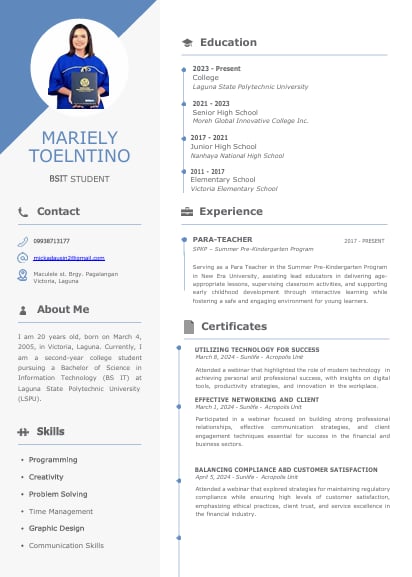 MARIELY
TOELNTINO
BSIT STUDENT
Contact
09938713177
mickadausin2@gmail.com
Maculele st. Brgy. Pagalangan
Victoria, Laguna
About Me
I am 20 years old, born on March 4,
2005, in Victoria, Laguna. Currently, I
am a second-year college student
pursuing a Bachelor of Science in
Information Technology (BS IT) at
Laguna State Polytechnic University
(LSPU).
Skills
• Programming
• Creativity
• Problem Solving
• Time Management
• Graphic Design
• Communication Skills
Education
2023 - Present
College
Laguna State Polytechnic University
2021 - 2023
Senior High School
Moreh Global Innovative College Inc.
2017 - 2021
Junior High School
Nanhaya National High School
2011 - 2017
Elementary School
Victoria Elementary School
Experience
PARA-TEACHER 2017 - PRESENT
SPKP – Summer Pre-Kindergarten Program
Serving as a Para Teacher in the Summer Pre-Kindergarten Program
in New Era University, assisting lead educators in delivering age-
appropriate lessons, supervising classroom activities, and supporting
early childhood development through interactive learning while
fostering a safe and engaging environment for young learners.
Certificates
UTILIZING TECHNOLOGY FOR SUCCESS
March 8, 2024 - Sunlife - Acropolis Unit
Attended a webinar that highlighted the role of modern technology in
achieving personal and professional success, with insights on digital
tools, productivity strategies, and innovation in the workplace.
EFFECTIVE NETWORKING AND CLIENT
March 1, 2024 - Sunlife - Acropolis Unit
Participated in a webinar focused on building strong professional
relationships, effective communication strategies, and client
engagement techniques essential for success in the financial and
business sectors.
BALANCING COMPLIANCE ABD CUSTOMER SATISFACTION
April 5, 2024 - Sunlife - Acropolis Unit
Attended a webinar that explored strategies for maintaining regulatory
compliance while ensuring high levels of customer satisfaction,
emphasizing ethical practices, client trust, and service excellence in
the financial industry.